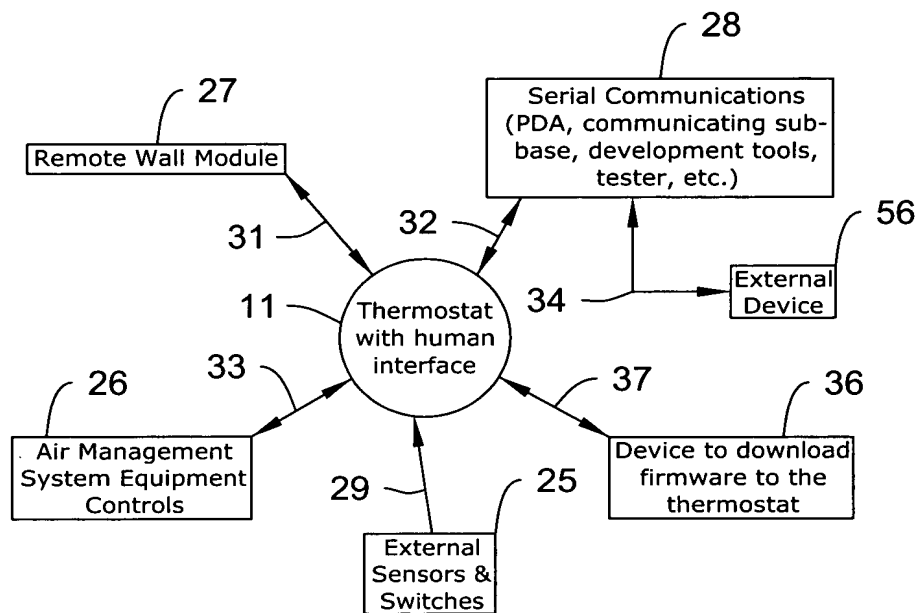 28
Serial Communications
(PDA, communicating sub-
base, development tools,
tester, etc.)
27
Remote Wall Module
31
32
56
External
Device
34
11
Thermostat
with human
interface
26
33
Air Management
System Equipment
Controls
37
36
Device to download
firmware to the
thermostat
29
25
External
Sensors &
Switches